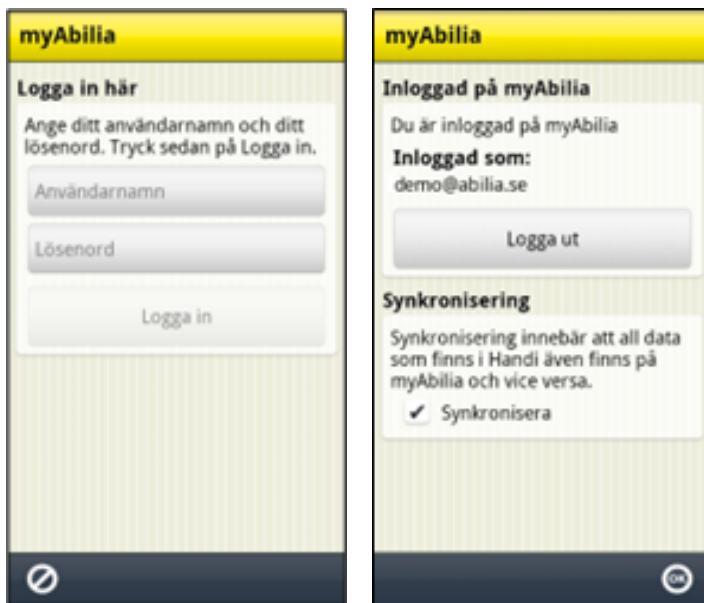 myAbilia
Logga in här
Ange ditt användarnamn och ditt
lösenord. Tryck sedan på Logga in.
Användarnamn
Lösenord
Logga in
myAbilia
Inloggad på myAbilia
Du är inloggad på myAbilia
Inloggad som:
demo@abilia.se
Logga ut
Synkronisering
Synkronisering innebär att all data
som finns i Handi även finns på
myAbilia och vice versa.
Synkronisera
OK